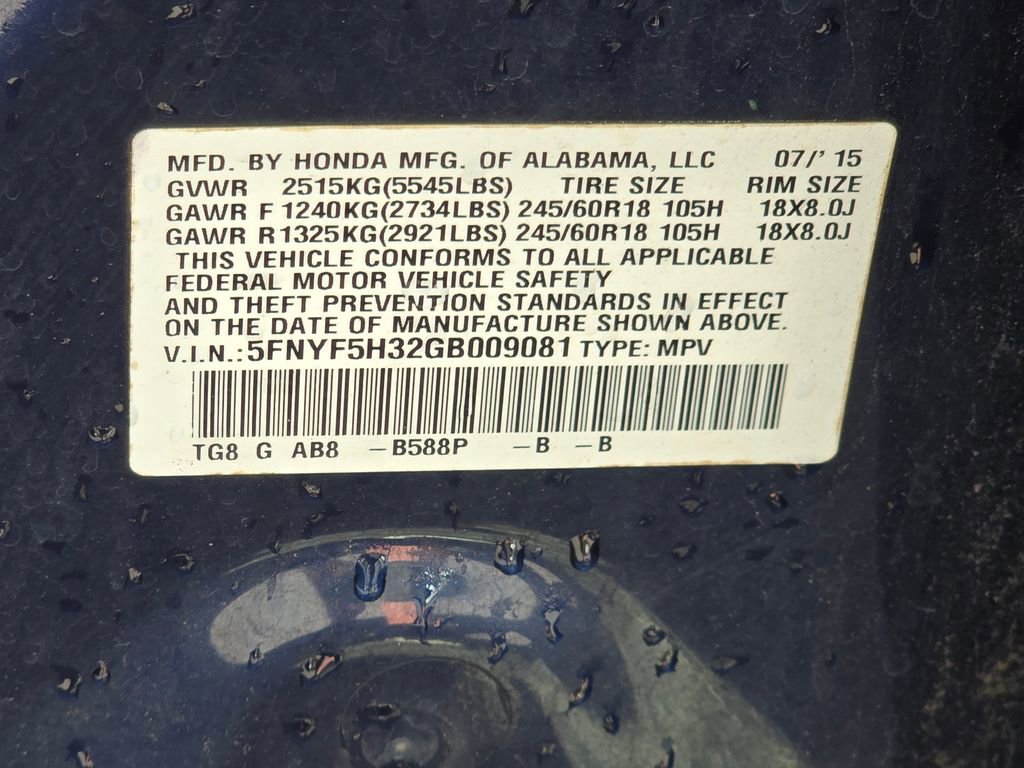 MFD. BY HONDA MFG. OF ALABAMA, LLC 07/' 15
GVWR 2515KG(5545LBS) TIRE SIZE RIM SIZE
GAWR F 1240KG(2734LBS) 245/60R18 105H 18X8.0J
GAWR R1325KG(2921LBS) 245/60R18 105H 18X8.0J
THIS VEHICLE CONFORMS TO ALL APPLICABLE
FEDERAL MOTOR VEHICLE SAFETY
AND THEFT PREVENTION STANDARDS IN EFFECT
ON THE DATE OF MANUFACTURE SHOWN ABOVE.
V.I.N.:5FNYF5H32GB009081 TYPE: MPV
TG8 G AB8 –B588P –B –B